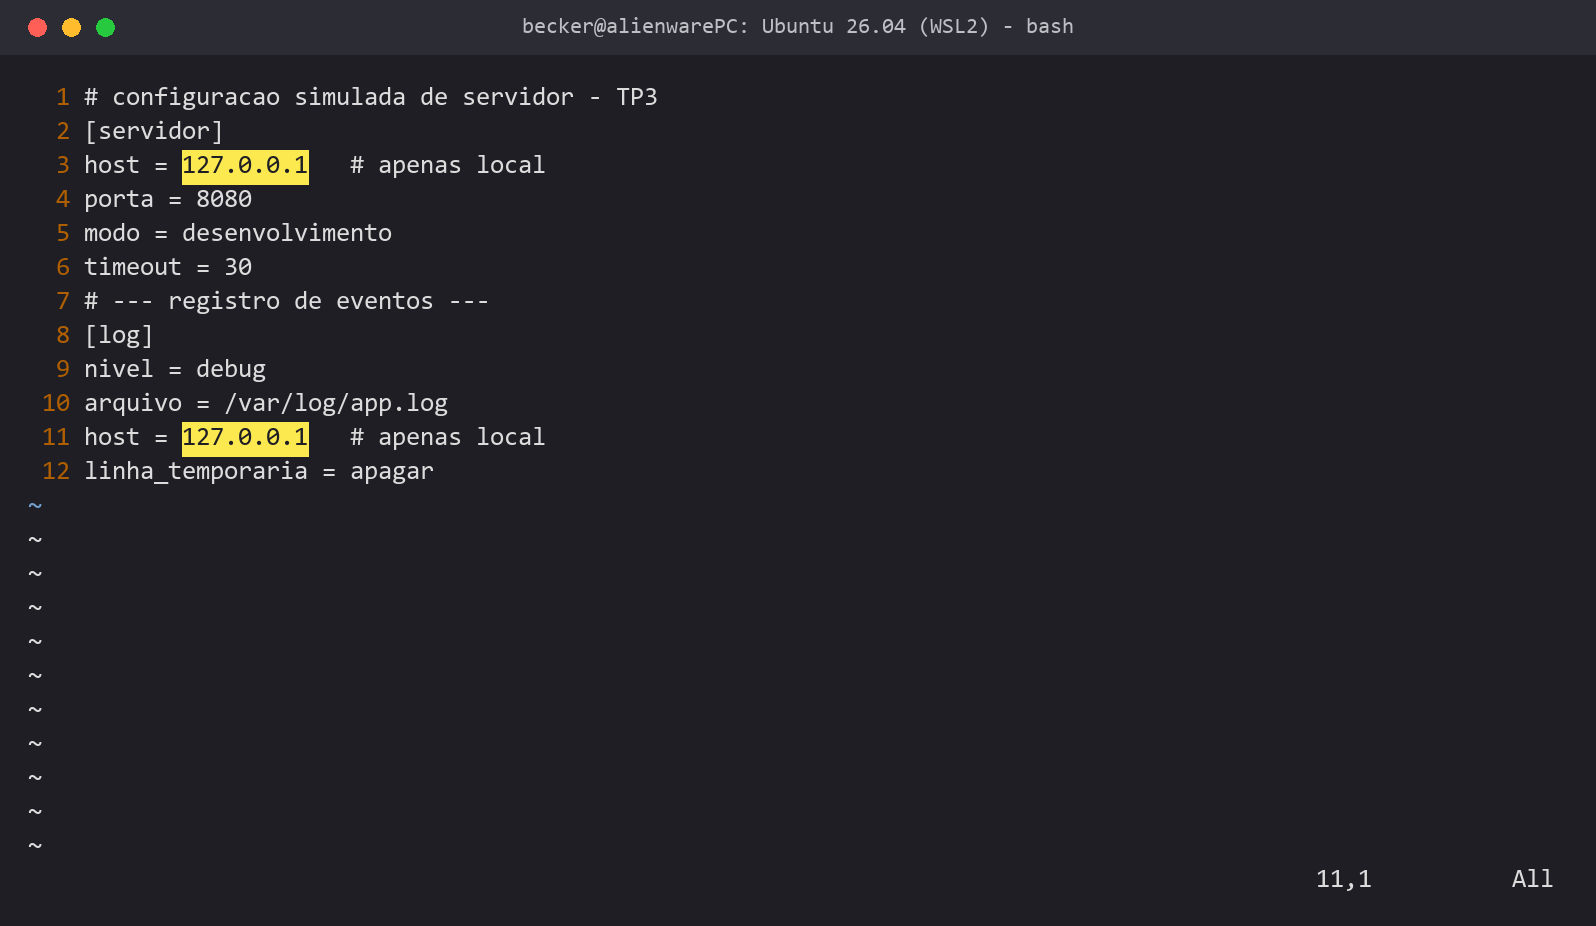 becker@alienwarePC: Ubuntu 26.04 (WSL2) - bash
1 # configuracao simulada de servidor - TP3
2 [servidor]
3 host = 127.0.0.1   # apenas local
4 porta = 8080
5 modo = desenvolvimento
6 timeout = 30
7 # --- registro de eventos ---
8 [log]
9 nivel = debug
10 arquivo = /var/log/app.log
11 host = 127.0.0.1   # apenas local
12 linha_temporaria = apagar
~
~
~
~
~
~
~
~
~
~
~
11,1          All